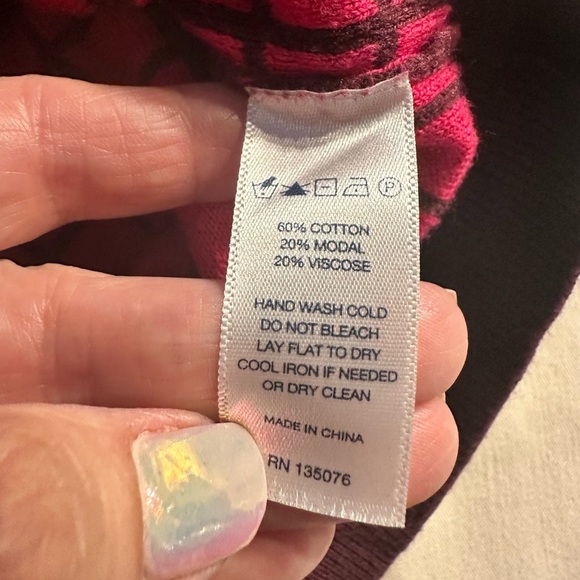 P
60% COTTON
20% MODAL
20% VISCOSE
HAND WASH COLD
DO NOT BLEACH
LAY FLAT TO DRY
COOL IRON IF NEEDED
OR DRY CLEAN
MADE IN CHINA
RN 135076